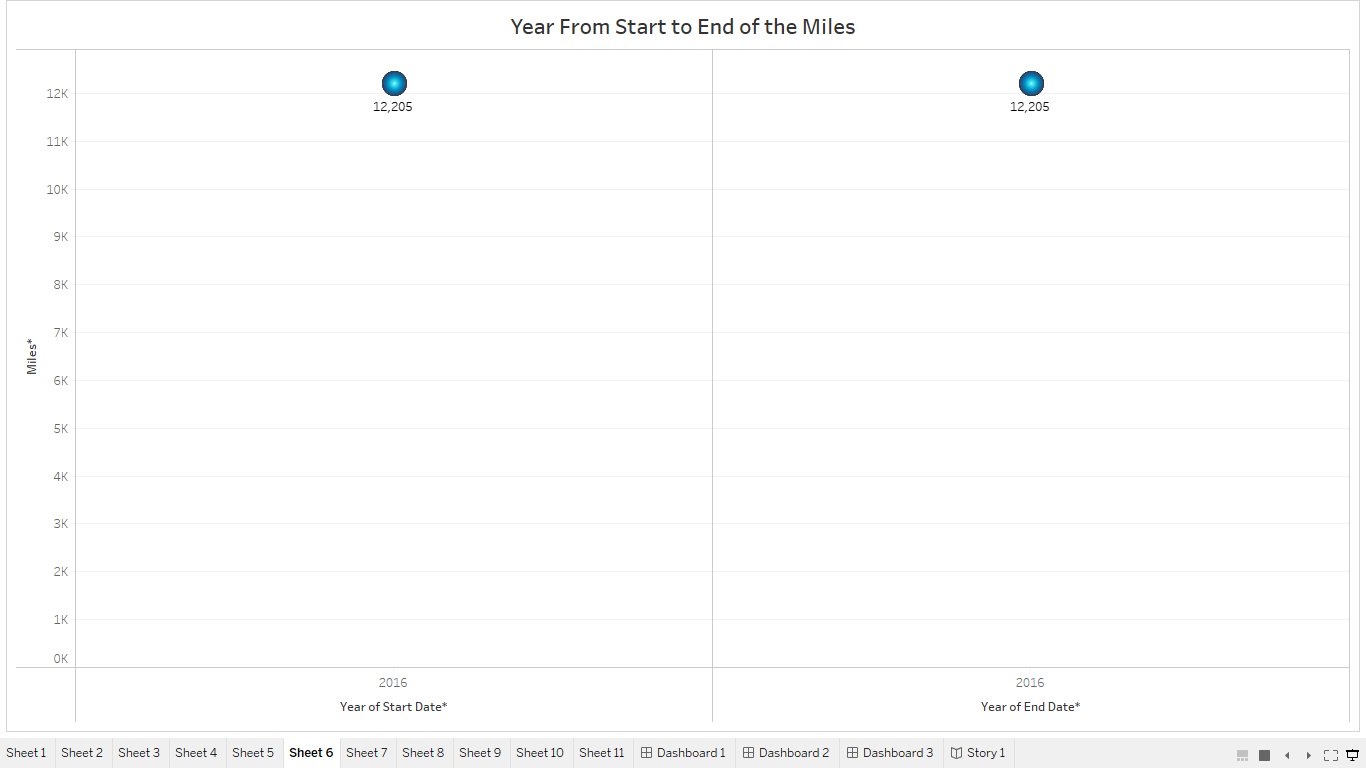 Year From Start to End of the Miles
12K
12,205
12,205
11K
10K
9K
8K
7K
Miles*
6K
5K
4K
3K
2K
1K
0K
2016
2016
Year of Start Date*
Year of End Date*
Sheet 1 Sheet 2 Sheet 3 Sheet 4 Sheet 5 Sheet 6 Sheet 7 Sheet 8 Sheet 9 Sheet 10 Sheet 11 Dashboard 1 Dashboard 2 Dashboard 3 Story 1